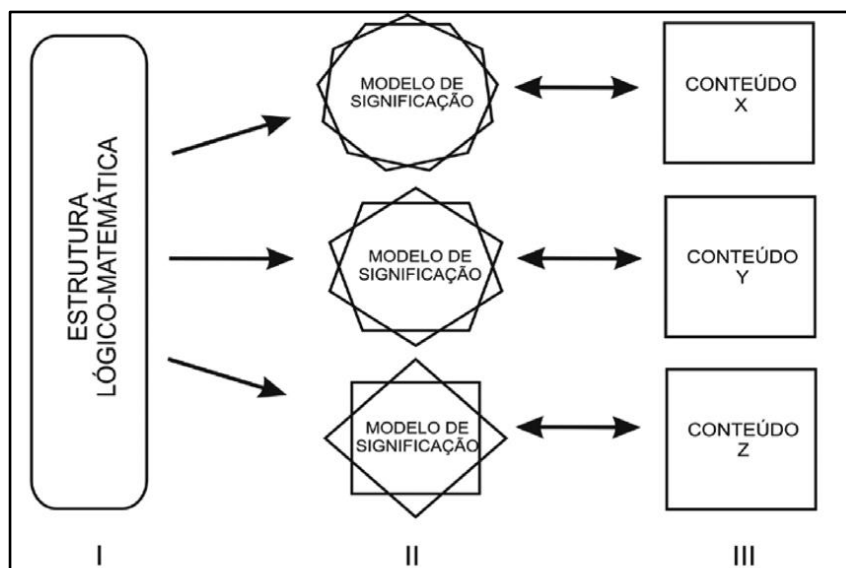 ESTRUTURA
LÓGICO-MATEMÁTICA
MODELO DE
SIGNIFICAÇÃO
CONTEÚDO
X
MODELO DE
SIGNIFICAÇÃO
CONTEÚDO
Y
MODELO DE
SIGNIFICAÇÃO
CONTEÚDO
Z
I
II
III